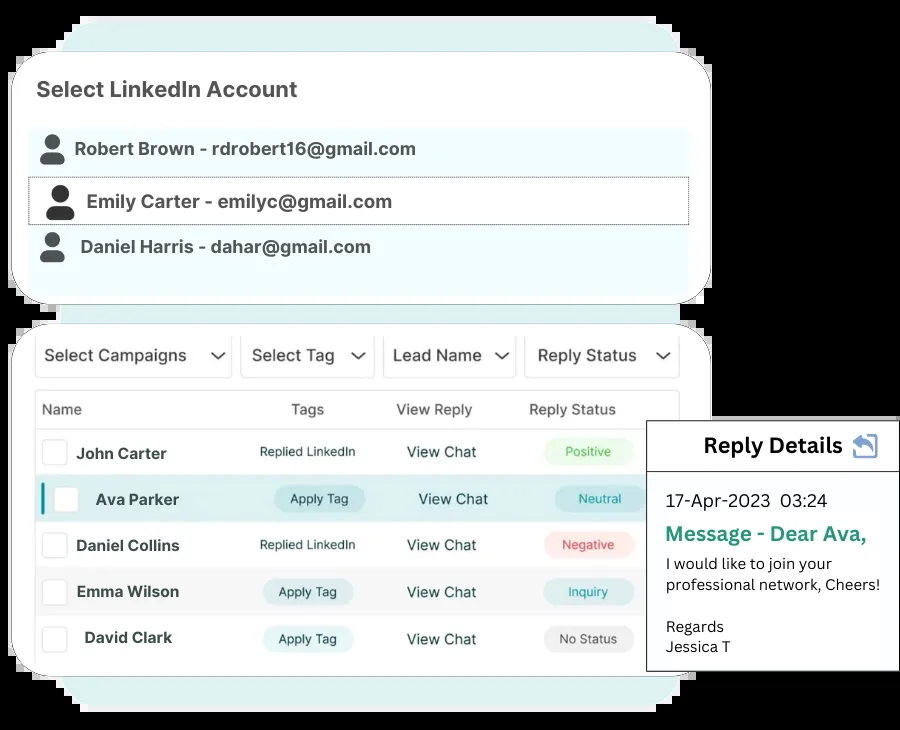 Select LinkedIn Account
Robert Brown - rdrobert16@gmail.com
Emily Carter - emilyc@gmail.com
Daniel Harris - dahar@gmail.com
Select Campaigns Select Tag Lead Name Reply Status
Name Tags View Reply Reply Status
John Carter Replied LinkedIn View Chat Positive
Ava Parker Apply Tag View Chat Neutral
Daniel Collins Replied LinkedIn View Chat Negative
Emma Wilson Apply Tag View Chat Inquiry
David Clark Apply Tag View Chat No Status
Reply Details
17-Apr-2023 03:24
Message - Dear Ava,
I would like to join your
professional network, Cheers!
Regards
Jessica T